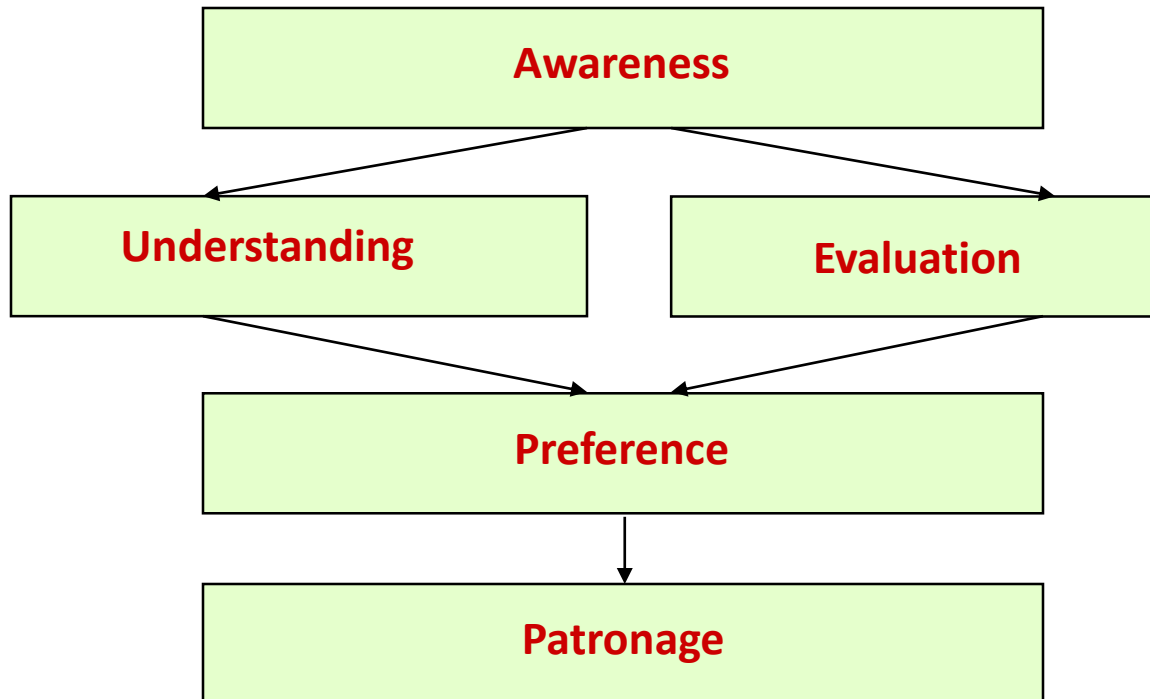 Awareness
Understanding
Evaluation
Preference
Patronage